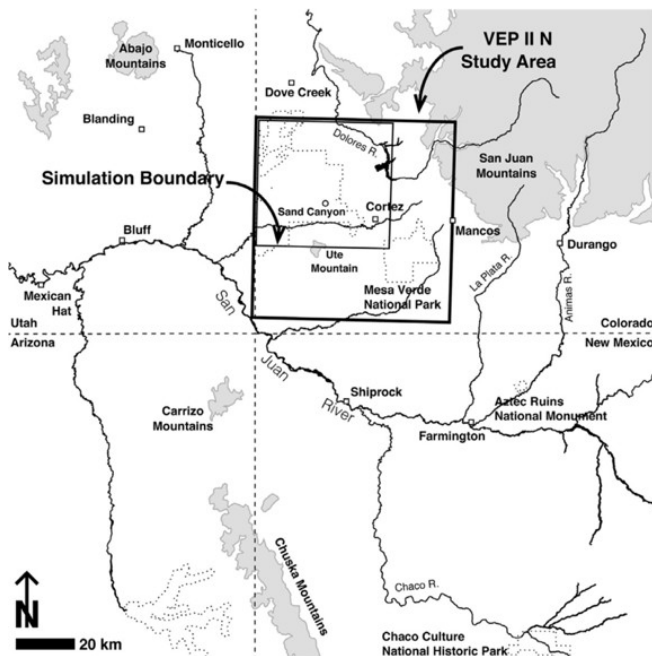 Abajo
Mountains
Monticello
VEP II N
Study Area
Dove Creek
Blanding
Dolores R.
San Juan
Mountains
Simulation Boundary
Sand Canyon
Cortez
Mancos
Bluff
Ute
Mountain
Durango
La Plata R.
Animas R.
Mexican
Hat
San
Mesa Verde
National Park
Utah
Arizona
Colorado
New Mexico
Juan
River
Shiprock
Carrizo
Mountains
Aztec Ruins
National Monument
Farmington
Chuska Mountains
Chaco R.
N
20 km
Chaco Culture
National Historic Park